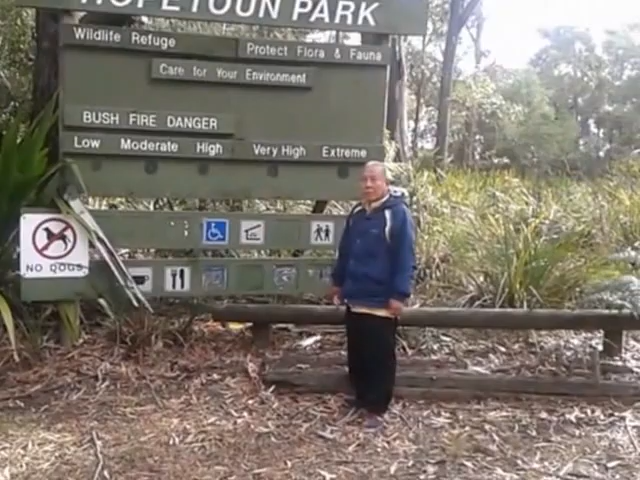 HOPETOUN PARK
Wildlife Refuge
Protect Flora & Fauna
Care for Your Environment
BUSH FIRE DANGER
Low Moderate High Very High Extreme
NO DOGS